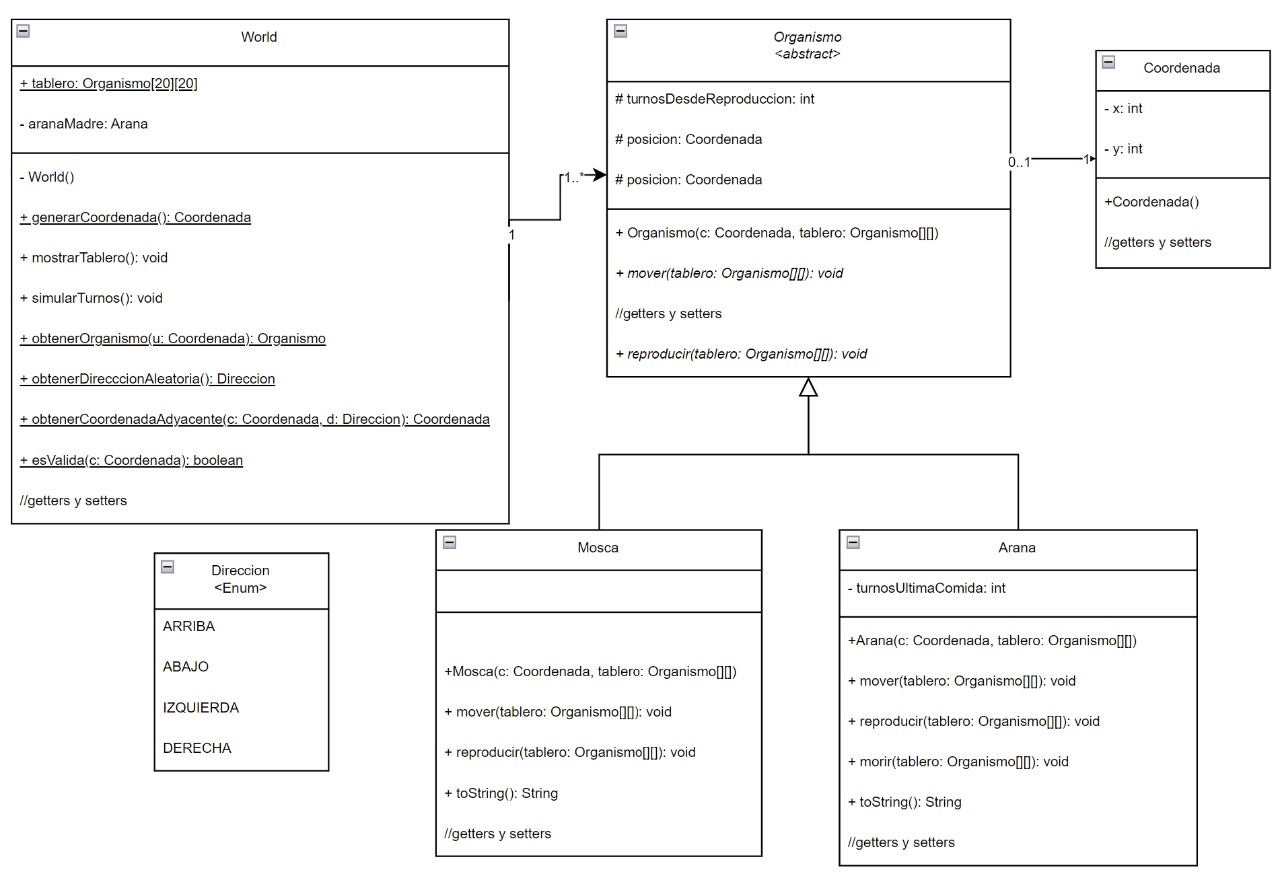 World
+ tablero: Organismo[20][20]
- aranaMadre: Arana
- World()
+ generarCoordenada(): Coordenada
+ mostrarTablero(): void
+ simularTurnos(): void
+ obtenerOrganismo(u: Coordenada): Organismo
+ obtenerDirecccionAleatoria(): Direccion
+ obtenerCoordenadaAdyacente(c: Coordenada, d: Direccion): Coordenada
+ esValida(c: Coordenada): boolean
//getters y setters
1
1..*
Organismo
<abstract>
# turnosDesdeReproduccion: int
# posicion: Coordenada
# posicion: Coordenada
+ Organismo(c: Coordenada, tablero: Organismo[][])
+ mover(tablero: Organismo[][]): void
//getters y setters
+ reproducir(tablero: Organismo[][]): void
0..1
1
Coordenada
- x: int
- y: int
+Coordenada()
//getters y setters
Direccion
<Enum>
ARRIBA
ABAJO
IZQUIERDA
DERECHA
Mosca
+Mosca(c: Coordenada, tablero: Organismo[][])
+ mover(tablero: Organismo[][]): void
+ reproducir(tablero: Organismo[][]): void
+ toString(): String
//getters y setters
Arana
- turnosUltimaComida: int
+Arana(c: Coordenada, tablero: Organismo[][])
+ mover(tablero: Organismo[][]): void
+ reproducir(tablero: Organismo[][]): void
+ morir(tablero: Organismo[][]): void
+ toString(): String
//getters y setters